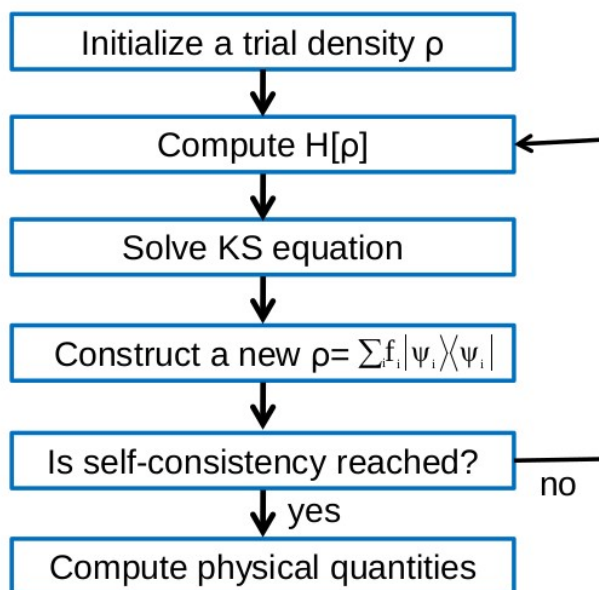 Initialize a trial density ρ
Compute H[ρ]
Solve KS equation
Construct a new ρ= ∑ᵢfᵢ|ψᵢ⟩⟨ψᵢ|
Is self-consistency reached?
no
yes
Compute physical quantities